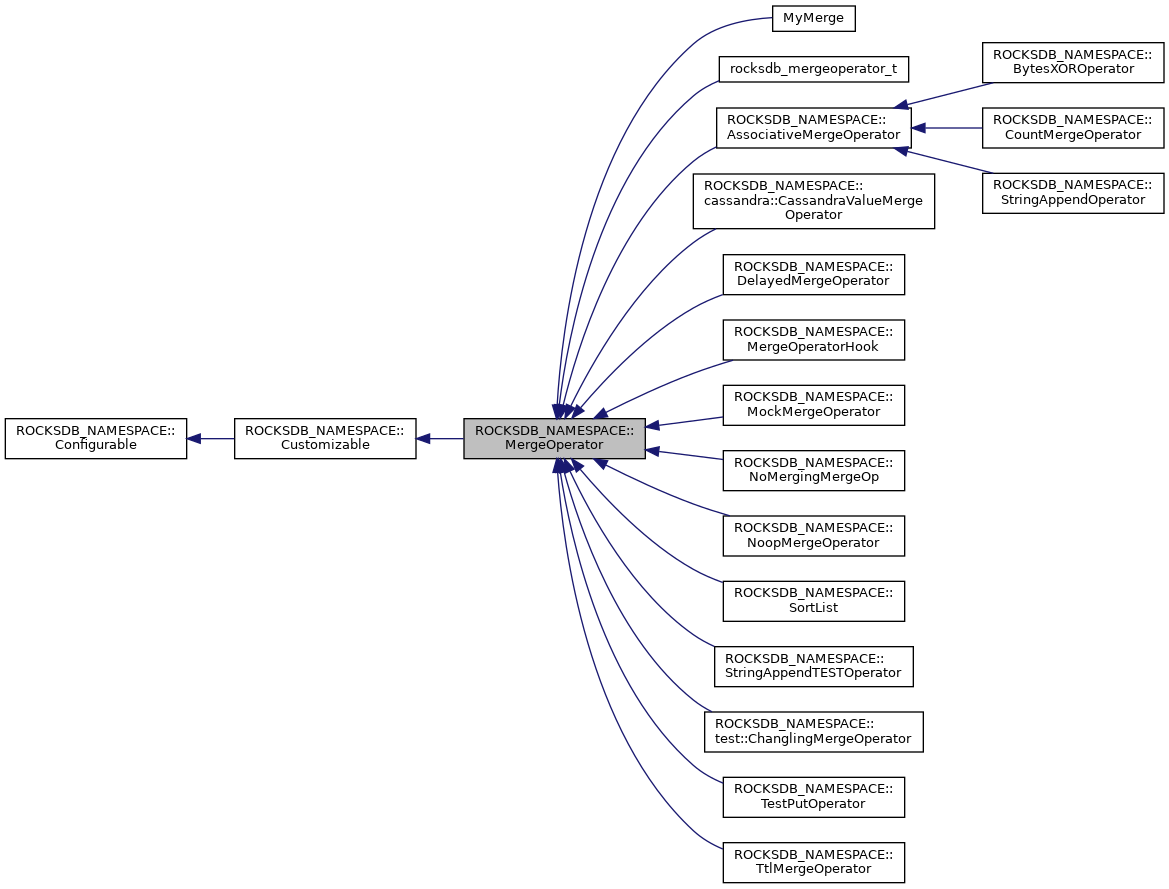 MyMerge
rocksdb_mergeoperator_t
ROCKSDB_NAMESPACE::
AssociativeMergeOperator
ROCKSDB_NAMESPACE::
BytesXOROperator
ROCKSDB_NAMESPACE::
CountMergeOperator
ROCKSDB_NAMESPACE::
StringAppendOperator
ROCKSDB_NAMESPACE::
cassandra::CassandraValueMerge
Operator
ROCKSDB_NAMESPACE::
DelayedMergeOperator
ROCKSDB_NAMESPACE::
MergeOperatorHook
ROCKSDB_NAMESPACE::
MockMergeOperator
ROCKSDB_NAMESPACE::
Configurable
ROCKSDB_NAMESPACE::
Customizable
ROCKSDB_NAMESPACE::
MergeOperator
ROCKSDB_NAMESPACE::
NoMergingMergeOp
ROCKSDB_NAMESPACE::
NoopMergeOperator
ROCKSDB_NAMESPACE::
SortList
ROCKSDB_NAMESPACE::
StringAppendTESTOperator
ROCKSDB_NAMESPACE::
test::ChanglingMergeOperator
ROCKSDB_NAMESPACE::
TestPutOperator
ROCKSDB_NAMESPACE::
TtlMergeOperator